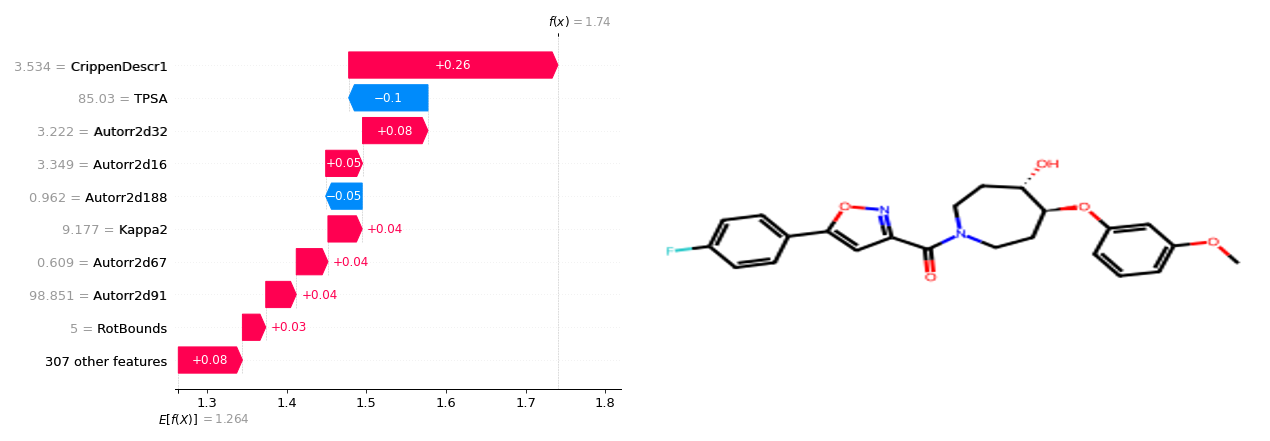 f(x) = 1.74
3.534 = CrippenDescr1
+0.26
85.03 = TPSA
−0.1
3.222 = Autorr2d32
+0.08
3.349 = Autorr2d16
+0.05
0.962 = Autorr2d188
−0.05
9.177 = Kappa2
+0.04
0.609 = Autorr2d67
+0.04
98.851 = Autorr2d91
+0.04
5 = RotBounds
+0.03
307 other features
+0.08
1.3 1.4 1.5 1.6 1.7 1.8
E[f(X)] = 1.264
F
O
N
O
N
OH
O
O